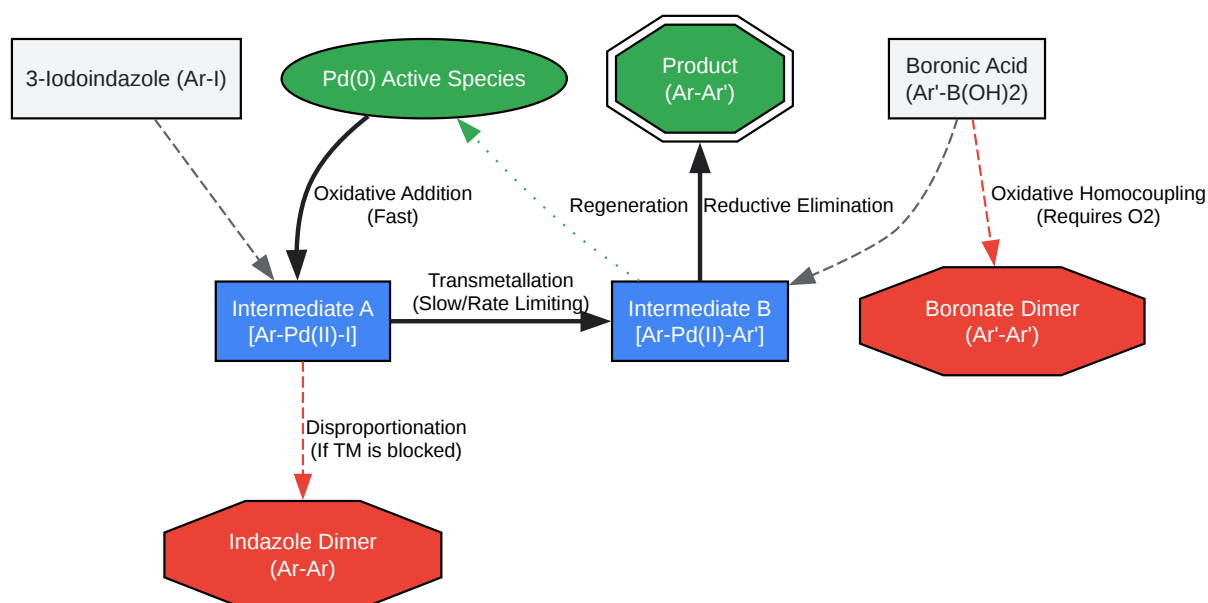 3-Iodoindazole (Ar-I)
Pd(0) Active Species
Product
(Ar-Ar')
Boronic Acid
(Ar'-B(OH)2)
Oxidative Addition
(Fast)
Regeneration
Reductive Elimination
Oxidative Homocoupling
(Requires O2)
Intermediate A
[Ar-Pd(II)-I]
Transmetallation
(Slow/Rate Limiting)
Intermediate B
[Ar-Pd(II)-Ar']
Boronate Dimer
(Ar'-Ar')
Disproportionation
(If TM is blocked)
Indazole Dimer
(Ar-Ar)